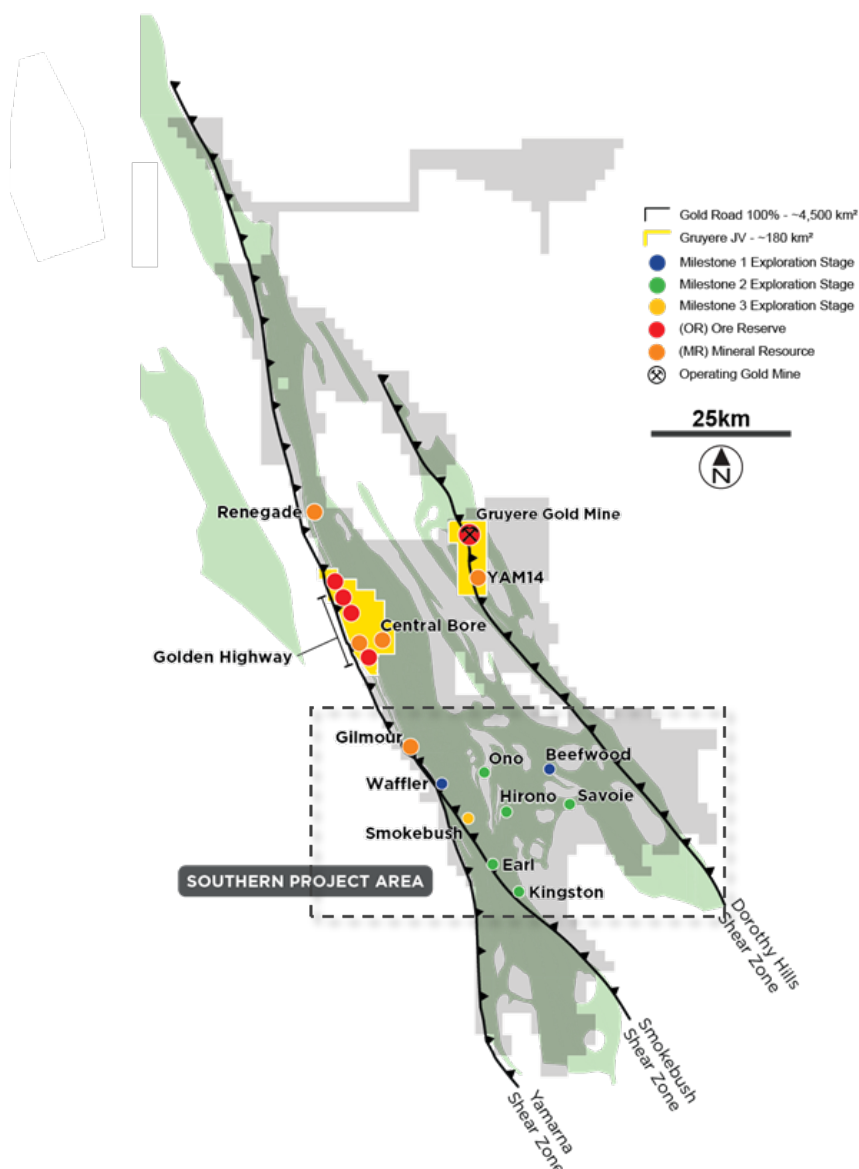 Gold Road 100% - ~4,500 km²
Gruyere JV - ~180 km²
Milestone 1 Exploration Stage
Milestone 2 Exploration Stage
Milestone 3 Exploration Stage
(OR) Ore Reserve
(MR) Mineral Resource
Operating Gold Mine
25km
N
Renegade
Gruyere Gold Mine
YAM14
Central Bore
Golden Highway
Gilmour
Ono
Beefwood
Waffler
Hirono
Savoie
Smokebush
Earl
SOUTHERN PROJECT AREA
Kingston
Dorothy Hills
Shear Zone
Smokebush
Shear Zone
Yamarna
Shear Zone